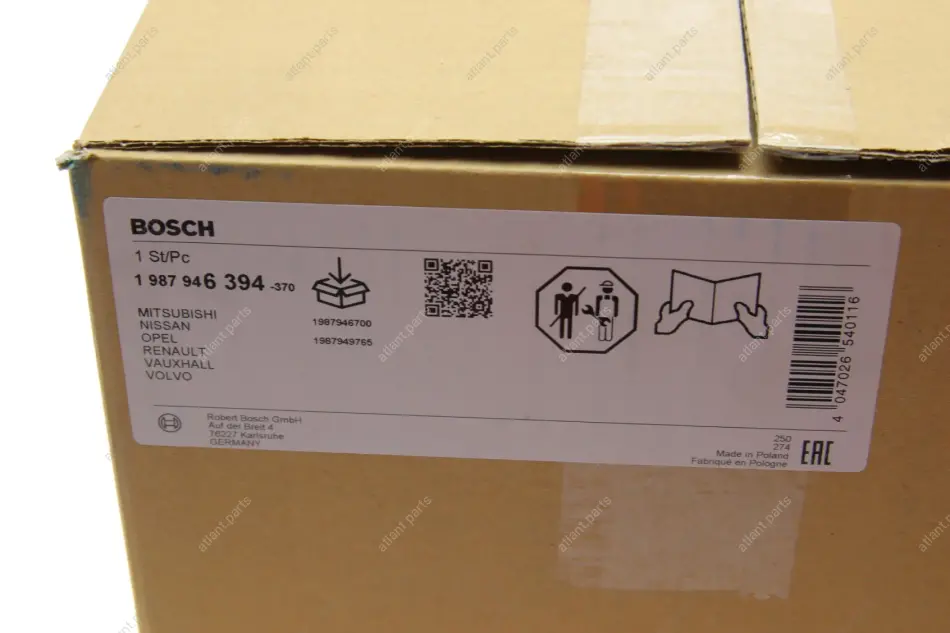 BOSCH
1 St/Pc
1 987 946 394 -370
1987946700
1987949765
MITSUBISHI
NISSAN
OPEL
RENAULT
VAUXHALL
VOLVO
4 047026 540116
Robert Bosch GmbH
Auf der Breit 4
76227 Karlsruhe
GERMANY
250
274
Made in Poland
Fabriqué en Pologne
EAC
atlant.parts